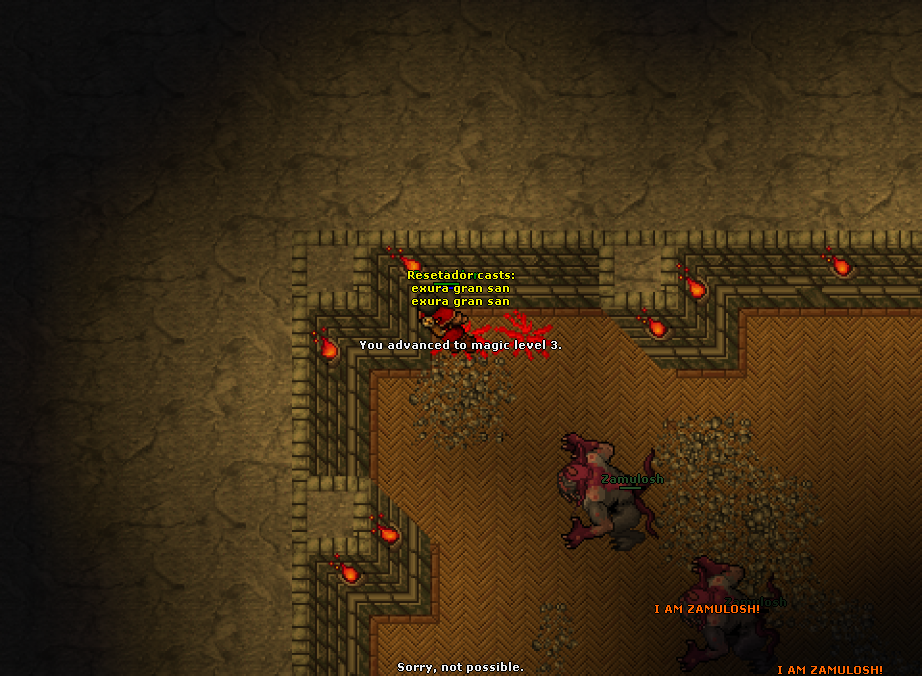 Resetador casts:
exura gran san
exura gran san
You advanced to magic level 3.
Zamulosh
Zamulosh
I AM ZAMULOSH!
Sorry, not possible.
I AM ZAMULOSH!